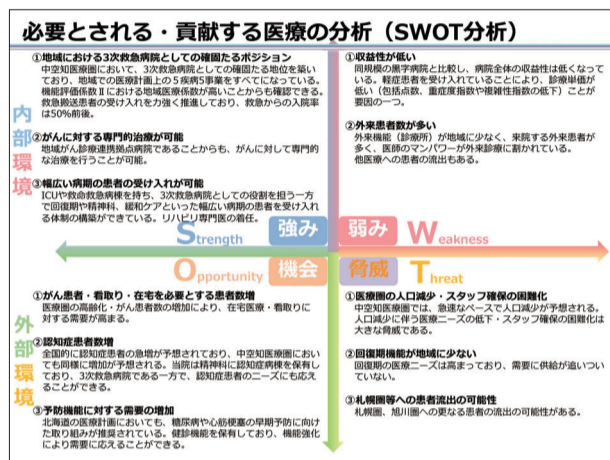 必要とされる・貢献する医療の分析（SWOT分析）
内部環境
①地域における3次救急病院としての確固たるポジション
中空知医療圏において、3次救急病院としての確固たる地位を築いて
おり、地域での医療計画上の５疾病5事業をすべてになっている。
機能評価係数Ⅱにおける地域医療係数が高いことからも確認できる。
救急搬送患者の受け入れを力強く推進しており、救急からの入院率
は50%前後。
②がんに対する専門的治療が可能
地域がん診療連携拠点病院であることからも、がんに対して専門的
な治療を行うことが可能。
③幅広い病期の患者の受け入れが可能
ICUや救命救急病棟を持ち、3次救急病院としての役割を担う一方
で回復期や精神科、緩和ケアといった幅広い病期の患者を受け入れ
る体制の構築ができている。リハビリ専門医の着任。
①収益性が低い
同規模の黒字病院と比較し、病院全体の収益性は低くなって
いる。軽症患者を受け入れていることにより、診療単価が
低い（包括点数、重症度指数や複雑性指数の低下）ことが
要因の一つ。
②外来患者数が多い
外来機能（診療所）が地域に少なく、来院する外来患者が
多く、医師のマンパワーが外来診療に割かれている。
他医療への患者の流出もある。
Strength 強み
弱み Weakness
Opportunity 機会
脅威 Threat
外部環境
①がん患者・看取り・在宅を必要とする患者数増
医療圏の高齢化・がん患者数の増加により、在宅医療・看取りに
対する需要が高まる。
②認知症患者数増
全国的に認知症患者の急増が予想されており、中空知医療圏におい
ても同様に増加が予想される。当院は精神科に認知症病棟を保有し
ており、3次救急病院である一方で、認知症患者のニーズにも応え
ることができる。
③予防機能に対する需要の増加
北海道の医療計画においても、糖尿病や心筋梗塞の早期予防に向け
た取り組みが推奨されている。健診機能を保有しており、機能強化
により需要に応えることができる。
①医療圏の人口減少・スタッフ確保の困難化
中空知医療圏では、急速なペースで人口減少が予想される。
人口減少に伴う医療ニーズの低下・スタッフ確保の困難化は
大きな脅威である。
②回復期機能が地域に少ない
回復期の医療ニーズは高まっており、需要に供給が追いつい
ていない。
③札幌圏等への患者流出の可能性
札幌圏、旭川圏への更なる患者の流出の可能性がある。